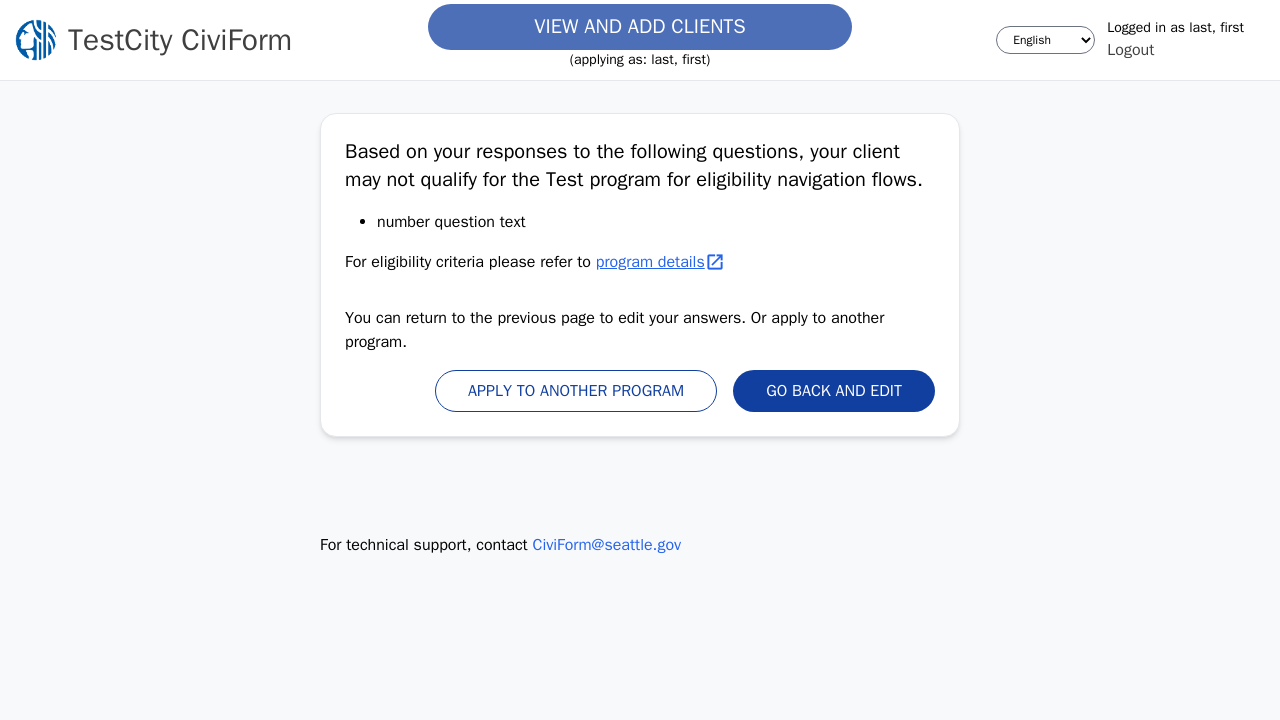 TestCity CiviForm
VIEW AND ADD CLIENTS
(applying as: last, first)
English
Logged in as last, first
Logout
Based on your responses to the following questions, your client
may not qualify for the Test program for eligibility navigation flows.
number question text
For eligibility criteria please refer to program details
You can return to the previous page to edit your answers. Or apply to another
program.
APPLY TO ANOTHER PROGRAM
GO BACK AND EDIT
For technical support, contact CiviForm@seattle.gov